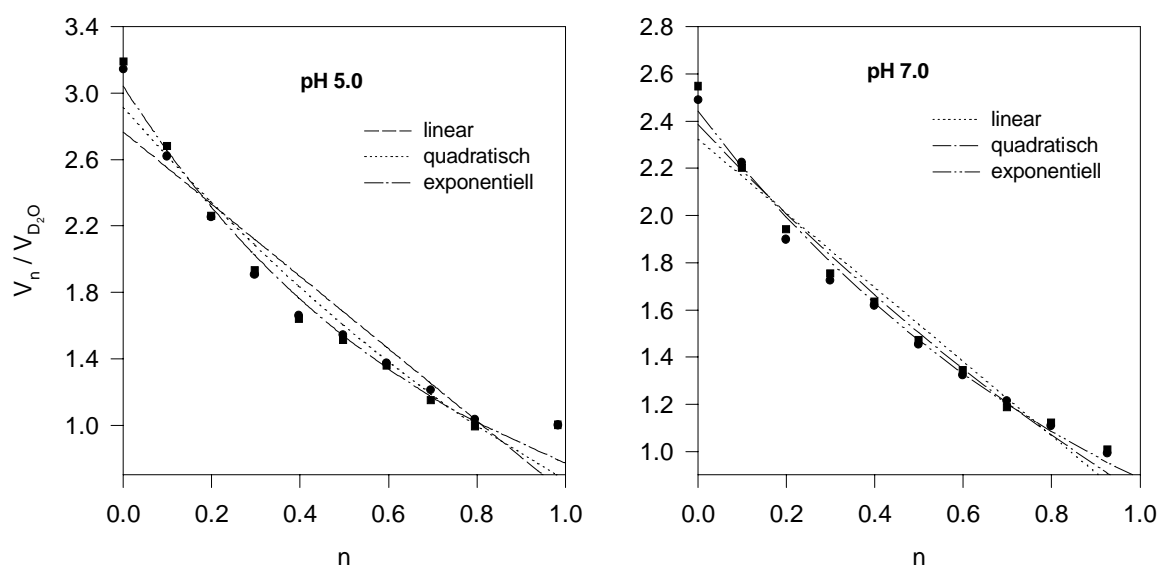 3.4
3.0
2.6
2.2
1.8
1.4
1.0
V_n / V_D₂O
pH 5.0
linear
quadratisch
exponentiell
0.0 0.2 0.4 0.6 0.8 1.0
n
2.8
2.6
2.4
2.2
2.0
1.8
1.6
1.4
1.2
1.0
pH 7.0
linear
quadratisch
exponentiell
0.0 0.2 0.4 0.6 0.8 1.0
n